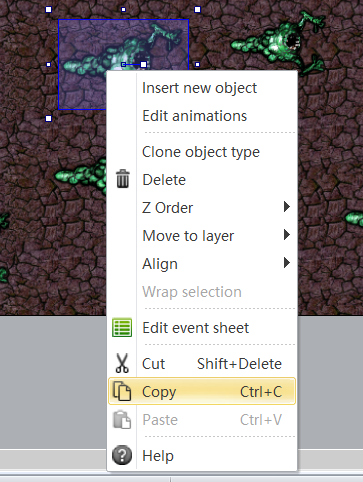 Insert new object
Edit animations
Clone object type
Delete
Z Order
Move to layer
Align
Wrap selection
Edit event sheet
Cut Shift+Delete
Copy Ctrl+C
Paste Ctrl+V
Help